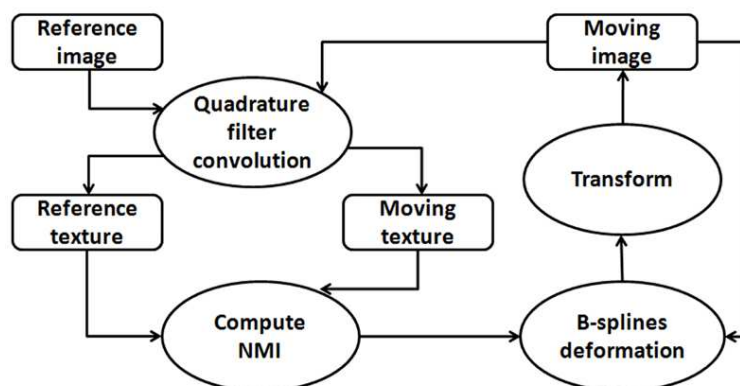 Reference
image
Moving
image
Quadrature
filter
convolution
Transform
Reference
texture
Moving
texture
Compute
NMI
B-splines
deformation